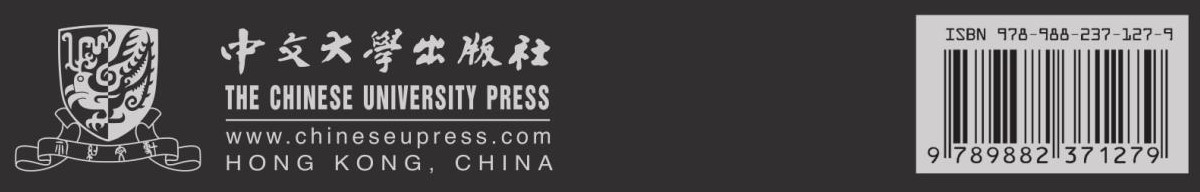 中文大學出版社
THE CHINESE UNIVERSITY PRESS
www.chineseupress.com
HONG KONG, CHINA
ISBN 978-988-237-127-9
9 789882 371279